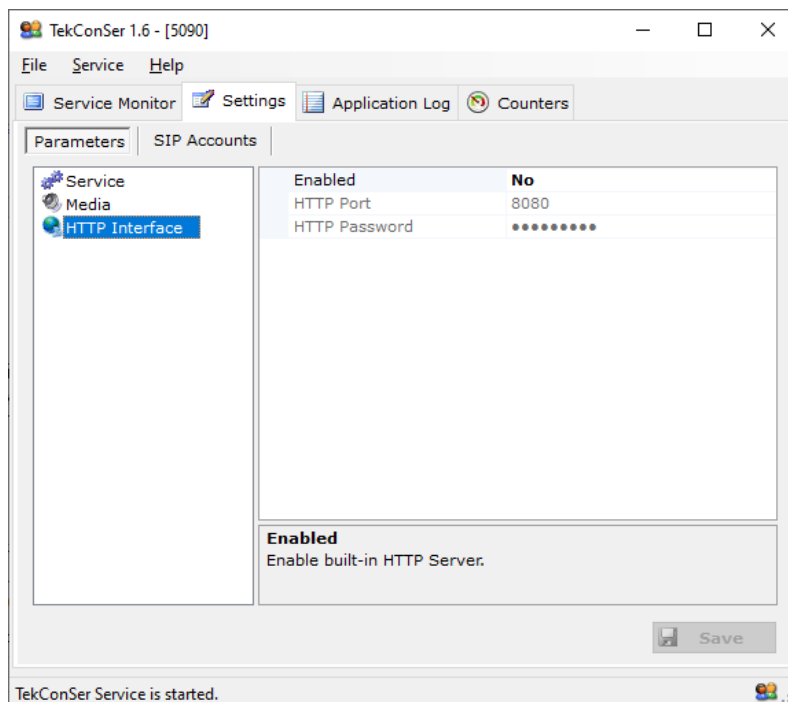 TekConSer 1.6 - [5090]
File Service Help
Service Monitor Settings Application Log Counters
Parameters SIP Accounts
Service
Media
HTTP Interface
Enabled No
HTTP Port 8080
HTTP Password ●●●●●●●●●
Enabled
Enable built-in HTTP Server.
Save
TekConSer Service is started.